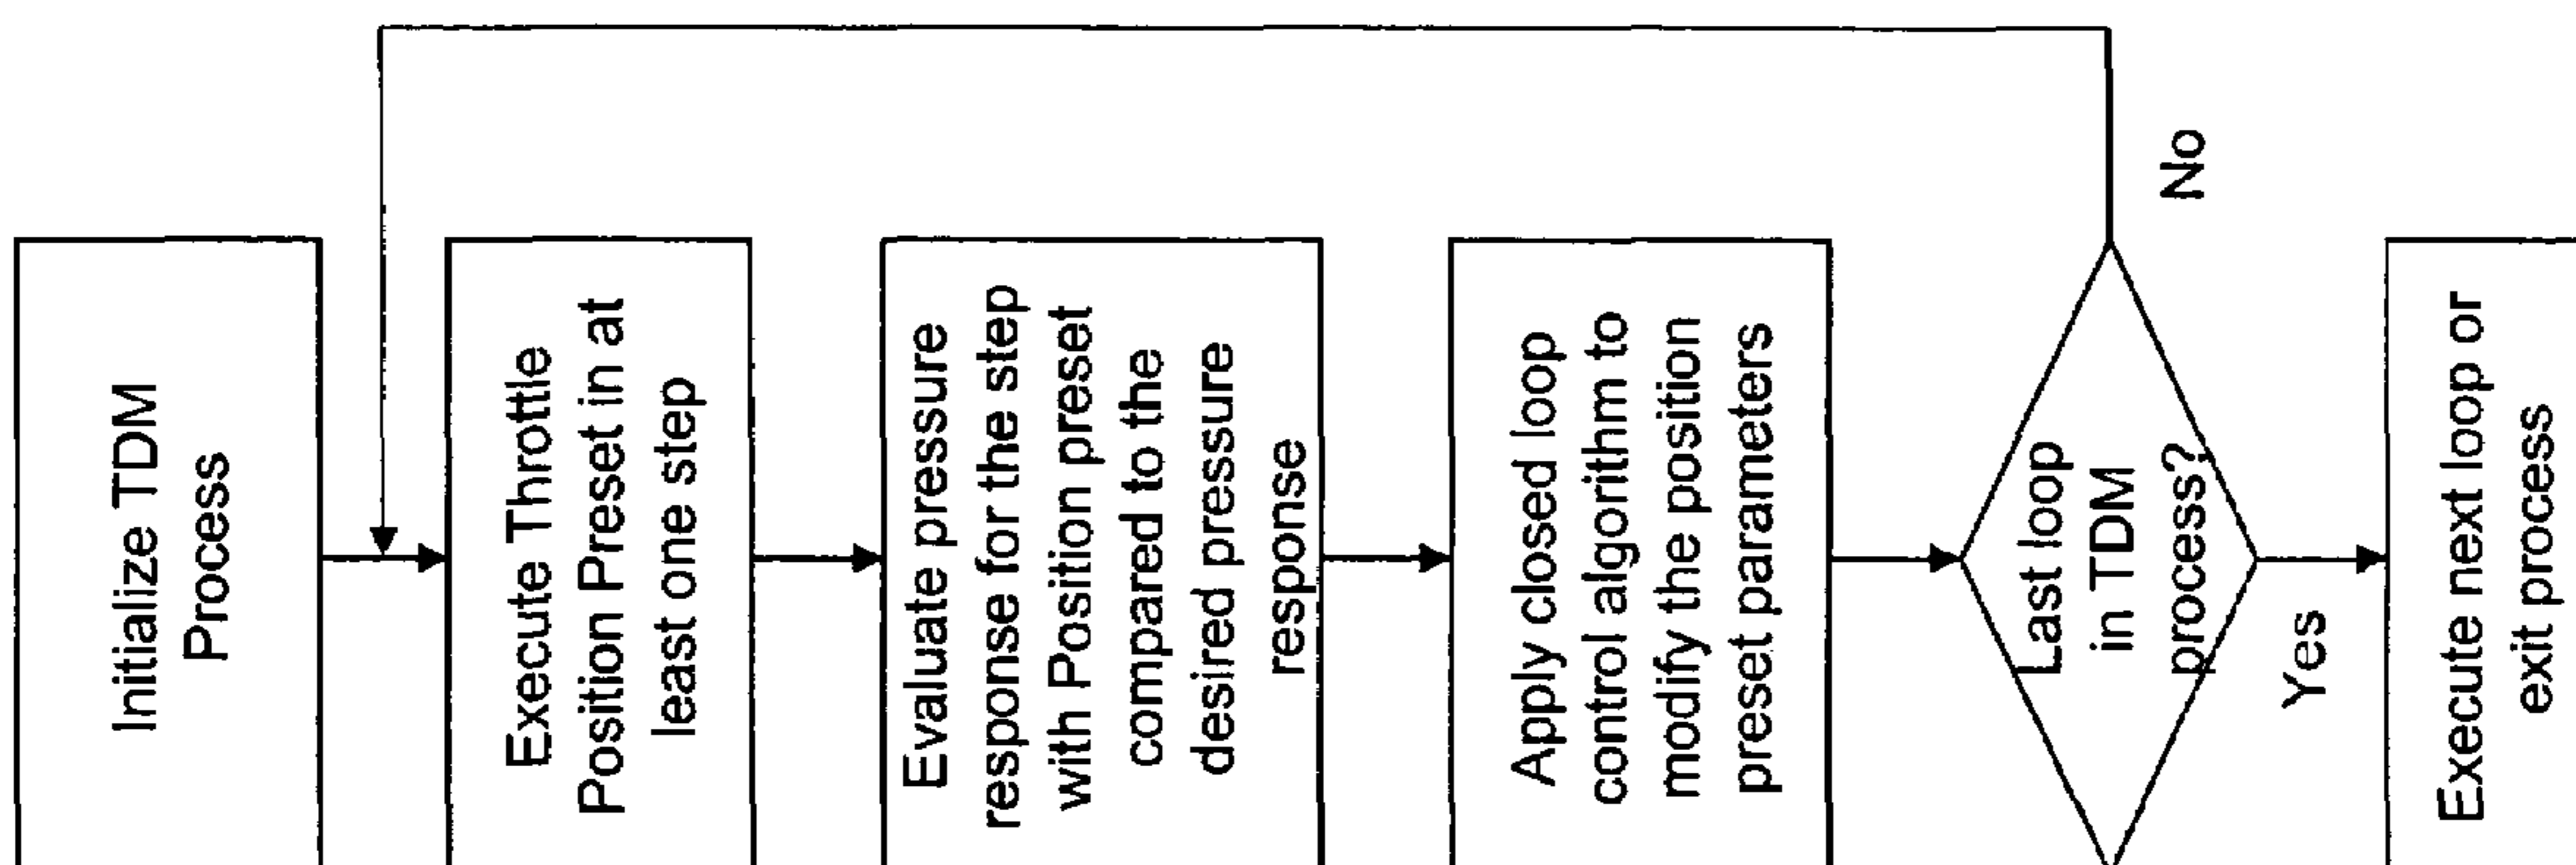 Initialize TDM
Process
Execute Throttle
Position Preset in at
least one step
Evaluate pressure
response for the step
with Position preset
compared to the
desired pressure
response
Apply closed loop
control algorithm to
modify the position
preset parameters
Last loop
in TDM
process?
No
Yes
Execute next loop or
exit process